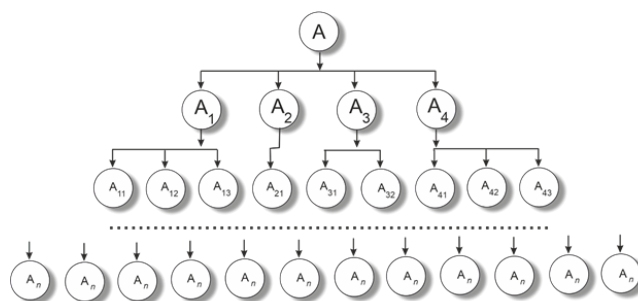 A
A₁ A₂ A₃ A₄
A₁₁ A₁₂ A₁₃ A₂₁ A₃₁ A₃₂ A₄₁ A₄₂ A₄₃
Aₙ Aₙ Aₙ Aₙ Aₙ Aₙ Aₙ Aₙ Aₙ Aₙ Aₙ Aₙ